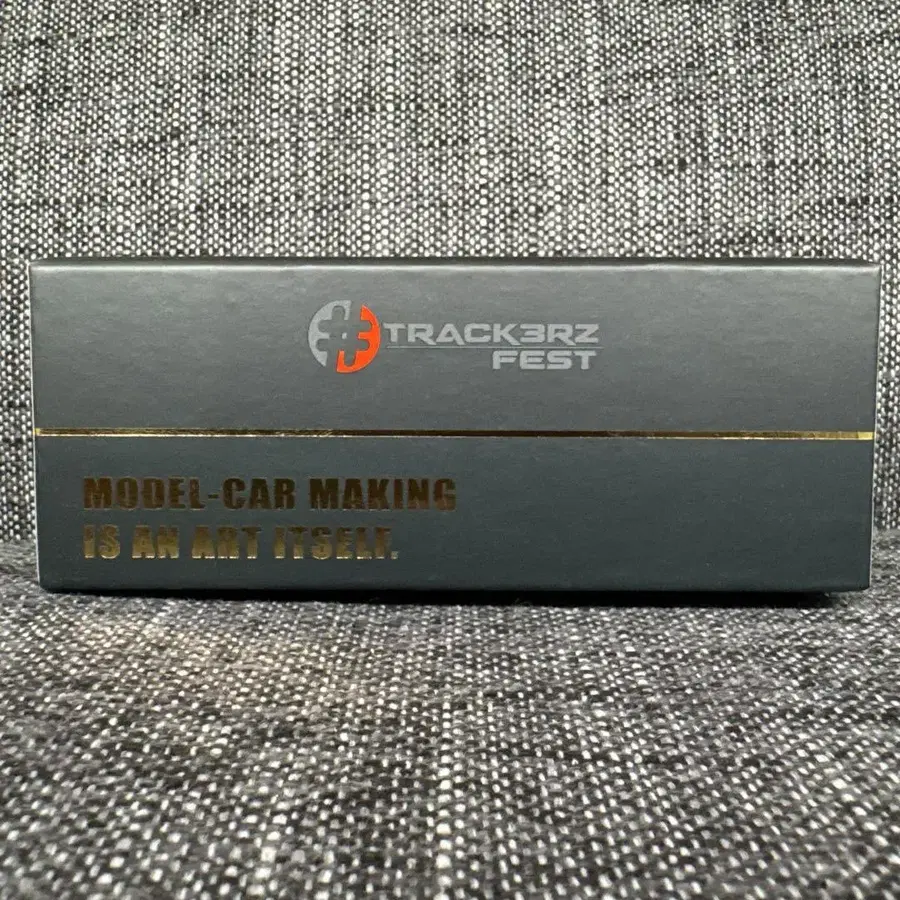 TRACK3RZ
FEST
MODEL-CAR MAKING
IS AN ART ITSELF.